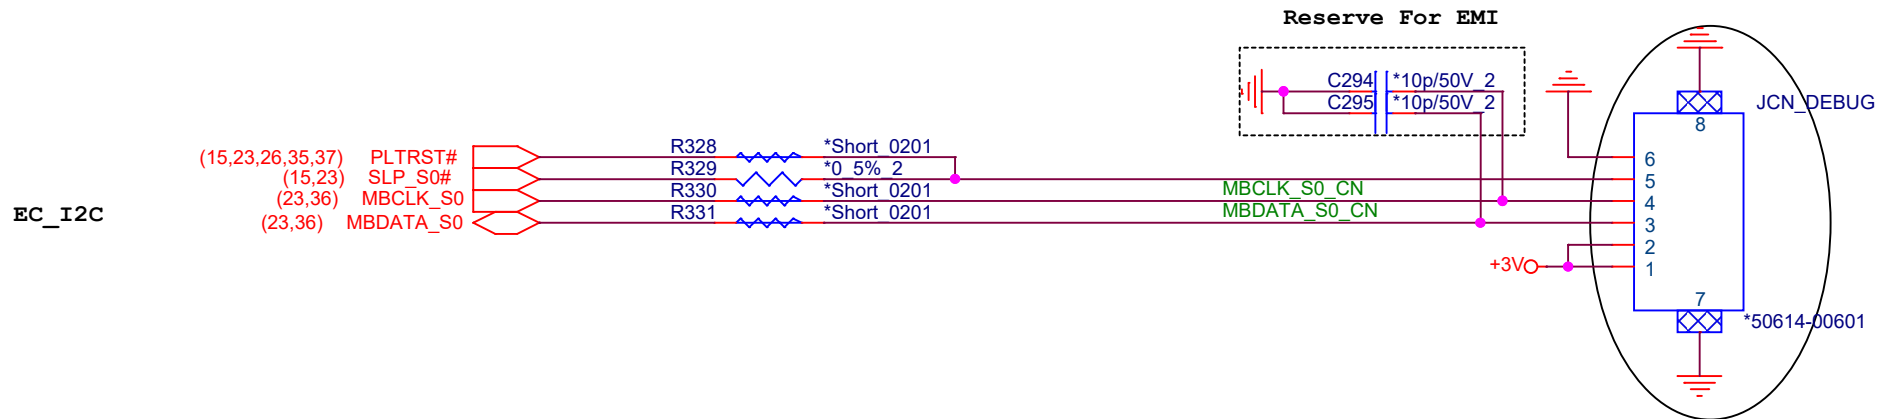 Reserve For EMI
C294 *10p/50V_2
C295 *10p/50V_2
JCN_DEBUG
8
(15,23,26,35,37) PLTRST# R328 *Short_0201
6
(15,23) SLP_S0# R329 *0_5%_2
5
(23,36) MBCLK_S0 R330 *Short_0201 MBCLK_S0_CN
4
EC_I2C
(23,36) MBDATA_S0 R331 *Short_0201 MBDATA_S0_CN
3
2
+3V
1
7
*50614-00601